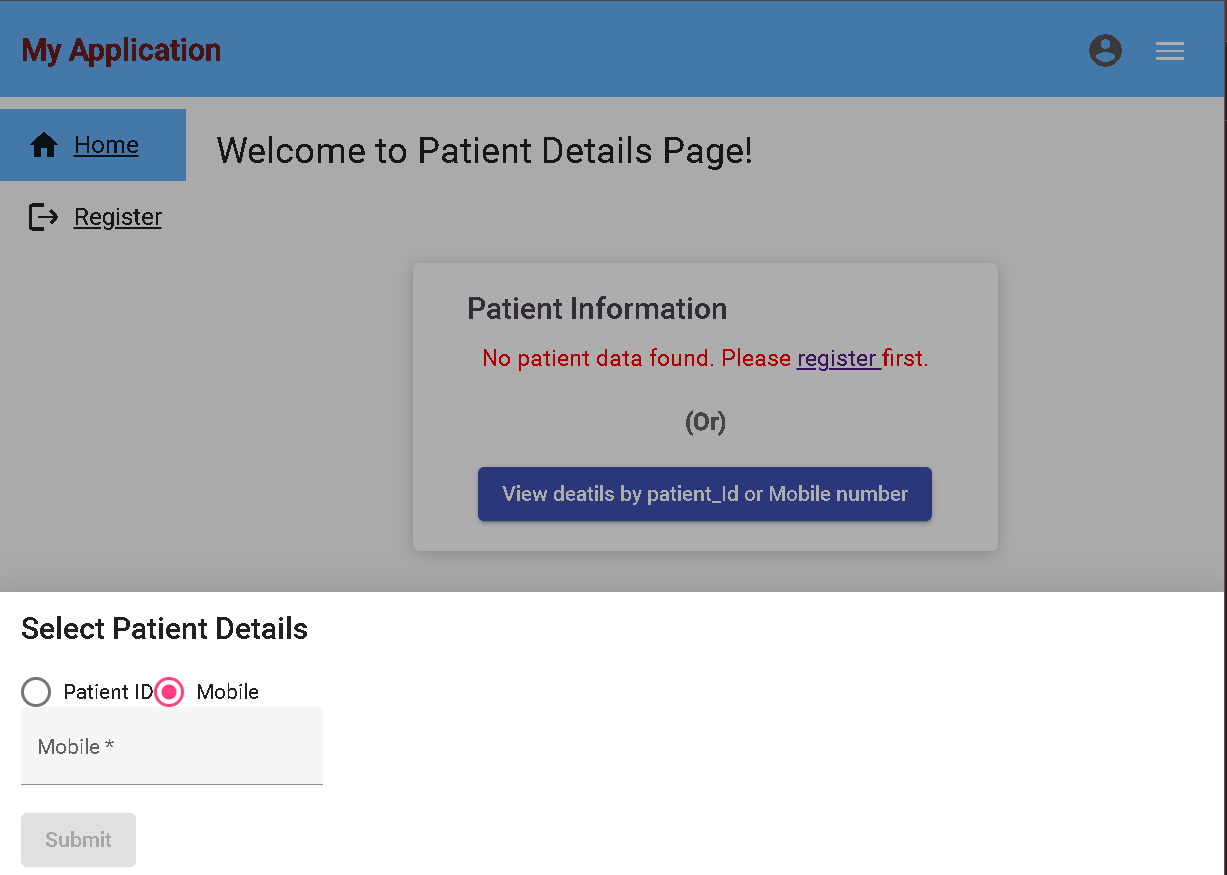 My Application
Home
Welcome to Patient Details Page!
Register
Patient Information
No patient data found. Please register first.
(Or)
View deatils by patient_Id or Mobile number
Select Patient Details
Patient ID Mobile
Mobile *
Submit